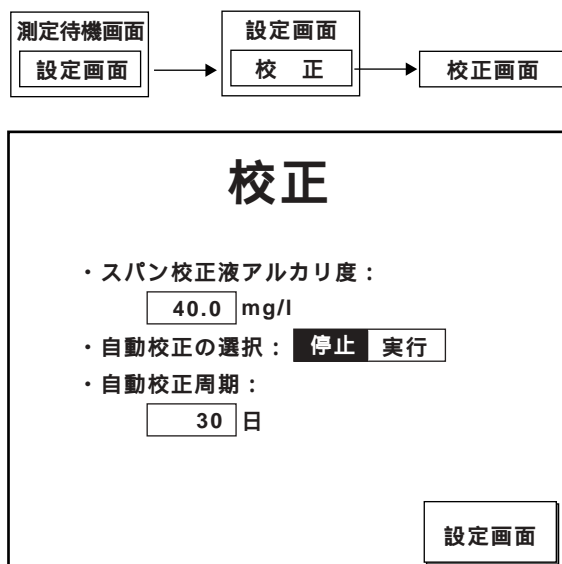 測定待機画面
設定画面
設定画面
校 正
校正画面
校正
・スパン校正液アルカリ度：
40.0 mg/l
・自動校正の選択： 停止 実行
・自動校正周期：
30 日
設定画面